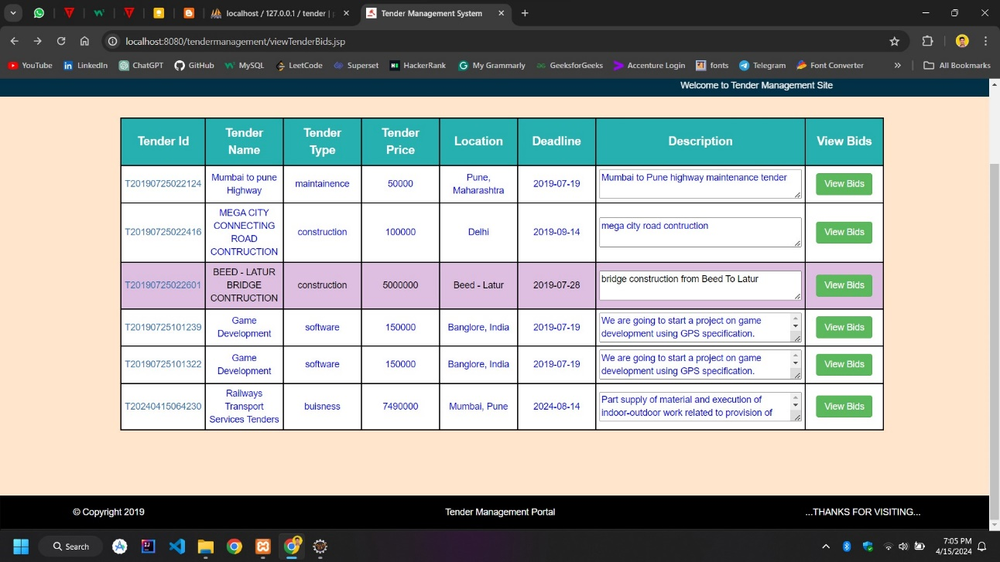 localhost / 127.0.0.1 / tender |
Tender Management System
localhost:8080/tendermanagement/viewTenderBids.jsp
YouTube
LinkedIn
ChatGPT
GitHub
MySQL
LeetCode
Superset
HackerRank
My Grammarly
GeeksforGeeks
Accenture Login
fonts
Telegram
Font Converter
»
All Bookmarks
Welcome to Tender Management Site
Tender Id
Tender
Name
Tender
Type
Tender
Price
Location
Deadline
Description
View Bids
T20190725022124
Mumbai to pune
Highway
maintainence
50000
Pune,
Maharashtra
2019-07-19
Mumbai to Pune highway maintenance tender
View Bids
T20190725022416
MEGA CITY
CONNECTING
ROAD
CONTRUCTION
construction
100000
Delhi
2019-09-14
mega city road contruction
View Bids
T20190725022601
BEED - LATUR
BRIDGE
CONTRUCTION
construction
5000000
Beed - Latur
2019-07-28
bridge construction from Beed To Latur
View Bids
T20190725101239
Game
Development
software
150000
Banglore, India
2019-07-19
We are going to start a project on game
development using GPS specification.
View Bids
T20190725101322
Game
Development
software
150000
Banglore, India
2019-07-19
We are going to start a project on game
development using GPS specification.
View Bids
T20240415064230
Railways
Transport
Services Tenders
buisness
7490000
Mumbai, Pune
2024-08-14
Part supply of material and execution of
indoor-outdoor work related to provision of
View Bids
© Copyright 2019
Tender Management Portal
...THANKS FOR VISITING...
Search
7:05 PM
4/15/2024